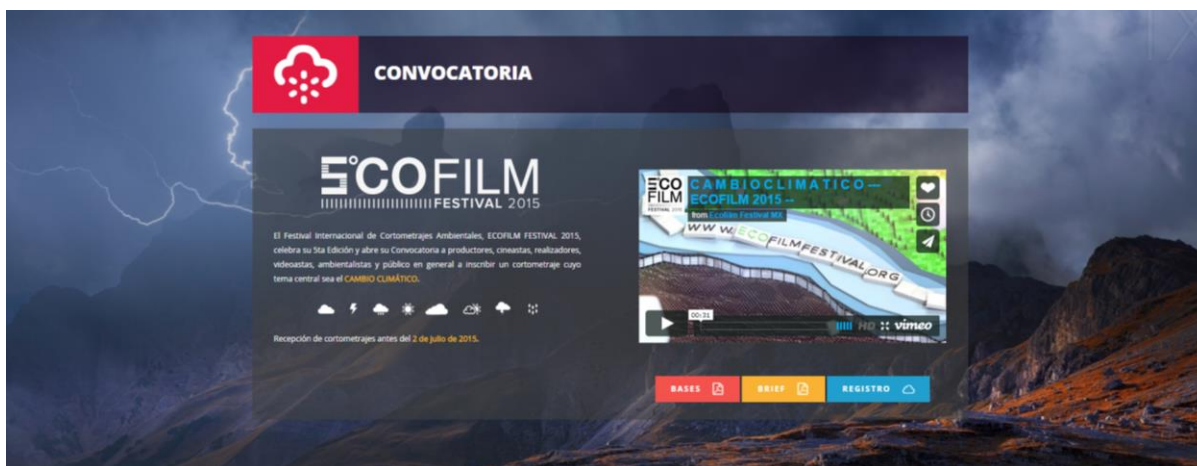 CONVOCATORIA
5°COFILM
FESTIVAL 2015
El Festival Internacional de Cortometrajes Ambientales, ECOFILM FESTIVAL 2015,
celebra su 5ta Edición y abre su Convocatoria a productores, cineastas, realizadores,
videoastas, ambientalistas y público en general a inscribir un cortometraje cuyo
tema central sea el CAMBIO CLIMÁTICO.
Recepción de cortometrajes antes del 2 de julio de 2015.
ECO
FILM
FESTIVAL 2015
CAMBIOCLIMATICO —
ECOFILM 2015 --
from Ecofilm Festival MX
WWW.ECOFILMFESTIVAL.ORG
00:31
HD
vimeo
BASES
BRIEF
REGISTRO